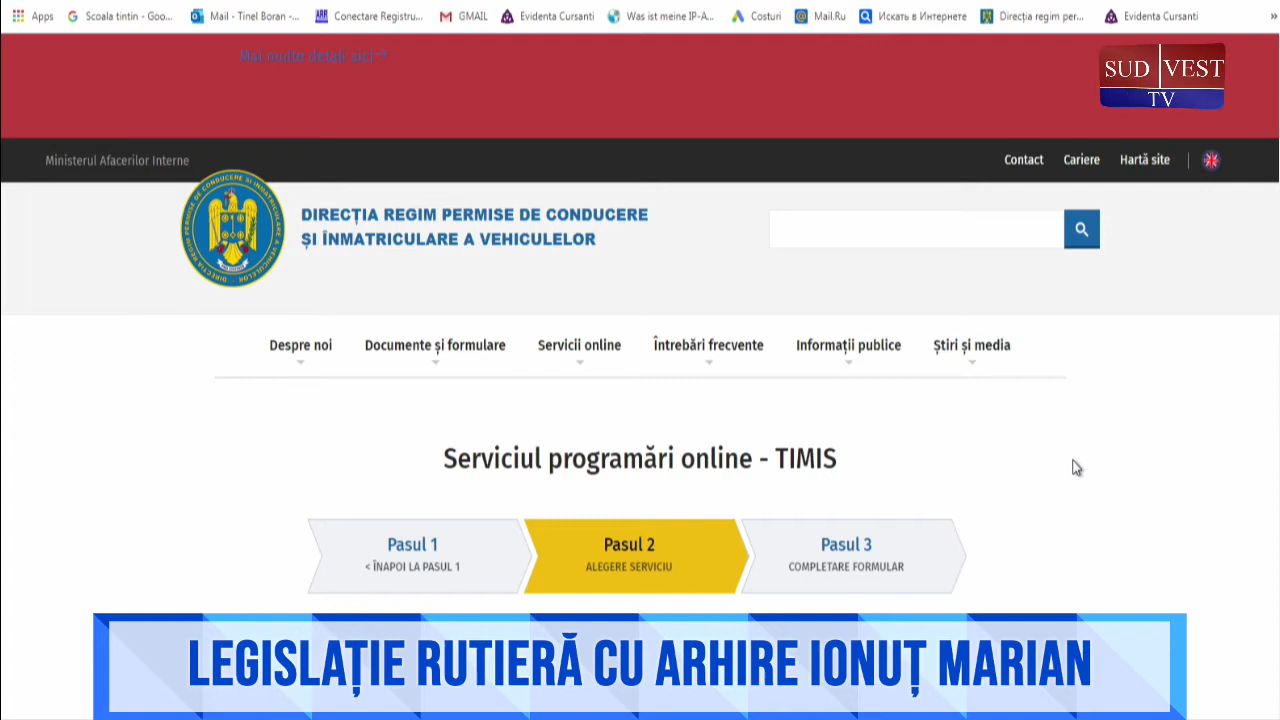 Apps Scoala tintin - Goo... Mail - Tinel Boran -... Conectare Registru... GMAIL Evidenta Cursanti Was ist meine IP-A... Costuri Mail.Ru Искать в Интернете Direcția regim per... Evidenta Cursanti »
Mai multe detalii aici
SUD VEST
TV
Ministerul Afacerilor Interne
Contact Cariere Hartă site
DIRECȚIA REGIM PERMISE DE CONDUCERE
ȘI ÎNMATRICULARE A VEHICULELOR
Despre noi Documente și formulare Servicii online Întrebări frecvente Informații publice Știri și media
Serviciul programări online - TIMIS
Pasul 1 Pasul 2 Pasul 3
< ÎNAPOI LA PASUL 1 ALEGERE SERVICIU COMPLETARE FORMULAR
LEGISLAȚIE RUTIERĂ CU ARHIRE IONUȚ MARIAN